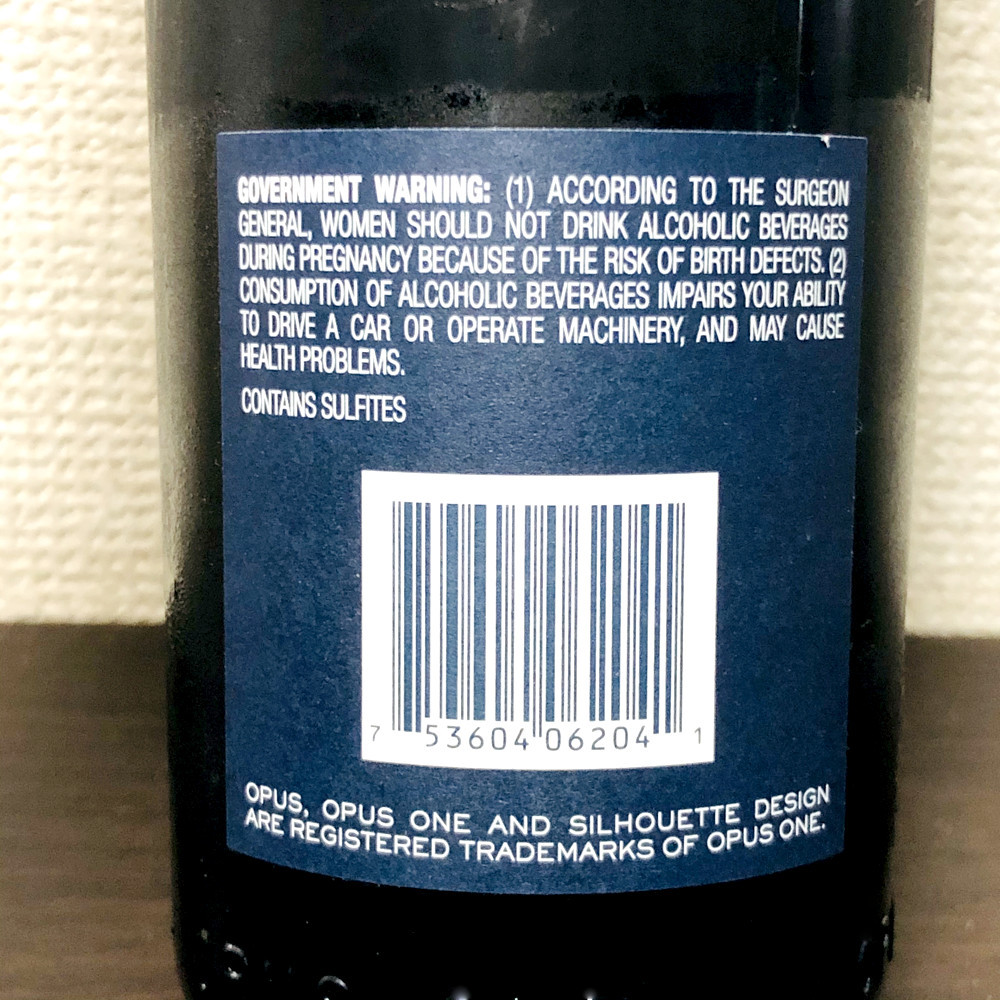 GOVERNMENT WARNING: (1) ACCORDING TO THE SURGEON
GENERAL, WOMEN SHOULD NOT DRINK ALCOHOLIC BEVERAGES
DURING PREGNANCY BECAUSE OF THE RISK OF BIRTH DEFECTS. (2)
CONSUMPTION OF ALCOHOLIC BEVERAGES IMPAIRS YOUR ABILITY
TO DRIVE A CAR OR OPERATE MACHINERY, AND MAY CAUSE
HEALTH PROBLEMS.
CONTAINS SULFITES
7 53604 06204 1
OPUS, OPUS ONE AND SILHOUETTE DESIGN
ARE REGISTERED TRADEMARKS OF OPUS ONE.